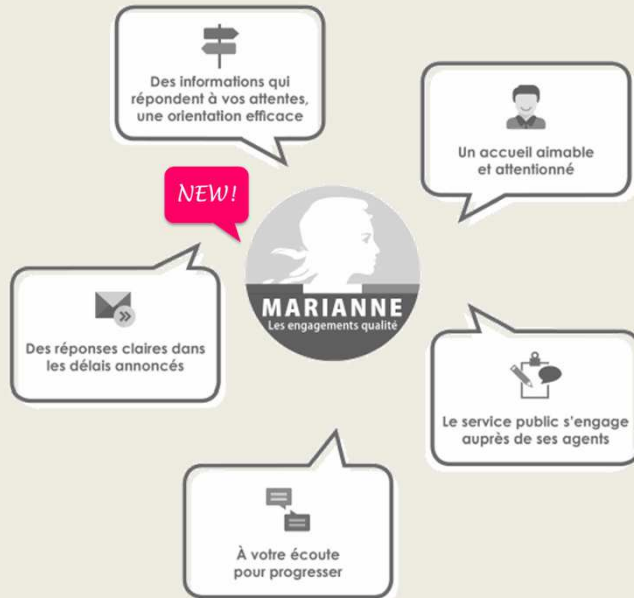 Des informations qui
répondent à vos attentes,
une orientation efficace
Un accueil aimable
et attentionné
NEW!
MARIANNE
Les engagements qualité
Des réponses claires dans
les délais annoncés
Le service public s'engage
auprès de ses agents
À votre écoute
pour progresser